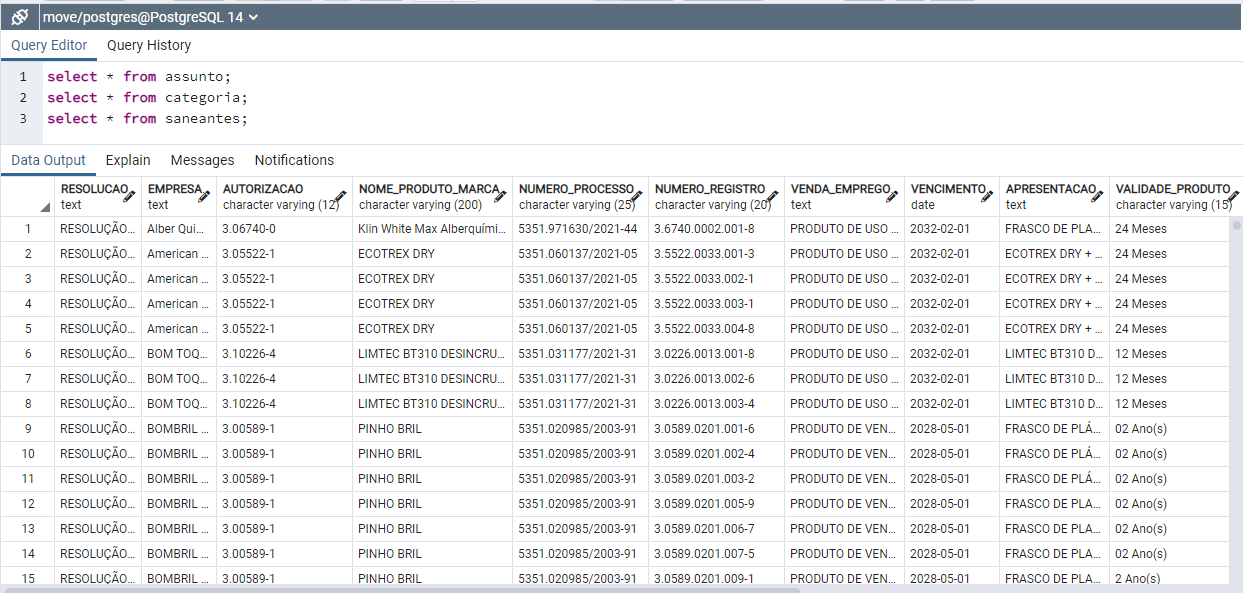 move/postgres@PostgreSQL 14
Query Editor Query History
1 select * from assunto;
2 select * from categoria;
3 select * from saneantes;
Data Output Explain Messages Notifications
RESOLUCAO EMPRESA AUTORIZACAO NOME_PRODUTO_MARCA NUMERO_PROCESSO NUMERO_REGISTRO VENDA_EMPREGO VENCIMENTO APRESENTACAO VALIDADE_PRODUTO
text text character varying (12) character varying (200) character varying (25) character varying (20) text date text character varying (15)
1 RESOLUÇÃO... Alber Qui... 3.06740-0 Klin White Max Alberquími... 5351.971630/2021-44 3.6740.0002.001-8 PRODUTO DE USO ... 2032-02-01 FRASCO DE PLA... 24 Meses
2 RESOLUÇÃO... American ... 3.05522-1 ECOTREX DRY 5351.060137/2021-05 3.5522.0033.001-3 PRODUTO DE USO ... 2032-02-01 ECOTREX DRY + ... 24 Meses
3 RESOLUÇÃO... American ... 3.05522-1 ECOTREX DRY 5351.060137/2021-05 3.5522.0033.002-1 PRODUTO DE USO ... 2032-02-01 ECOTREX DRY + ... 24 Meses
4 RESOLUÇÃO... American ... 3.05522-1 ECOTREX DRY 5351.060137/2021-05 3.5522.0033.003-1 PRODUTO DE USO ... 2032-02-01 ECOTREX DRY + ... 24 Meses
5 RESOLUÇÃO... American ... 3.05522-1 ECOTREX DRY 5351.060137/2021-05 3.5522.0033.004-8 PRODUTO DE USO ... 2032-02-01 ECOTREX DRY + ... 24 Meses
6 RESOLUÇÃO... BOM TOQ... 3.10226-4 LIMTEC BT310 DESINCRU... 5351.031177/2021-31 3.0226.0013.001-8 PRODUTO DE USO ... 2032-02-01 LIMTEC BT310 D... 12 Meses
7 RESOLUÇÃO... BOM TOQ... 3.10226-4 LIMTEC BT310 DESINCRU... 5351.031177/2021-31 3.0226.0013.002-6 PRODUTO DE USO ... 2032-02-01 LIMTEC BT310 D... 12 Meses
8 RESOLUÇÃO... BOM TOQ... 3.10226-4 LIMTEC BT310 DESINCRU... 5351.031177/2021-31 3.0226.0013.003-4 PRODUTO DE USO ... 2032-02-01 LIMTEC BT310 D... 12 Meses
9 RESOLUÇÃO... BOMBRIL ... 3.00589-1 PINHO BRIL 5351.020985/2003-91 3.0589.0201.001-6 PRODUTO DE VEN... 2028-05-01 FRASCO DE PLÁ... 02 Ano(s)
10 RESOLUÇÃO... BOMBRIL ... 3.00589-1 PINHO BRIL 5351.020985/2003-91 3.0589.0201.002-4 PRODUTO DE VEN... 2028-05-01 FRASCO DE PLÁ... 02 Ano(s)
11 RESOLUÇÃO... BOMBRIL ... 3.00589-1 PINHO BRIL 5351.020985/2003-91 3.0589.0201.003-2 PRODUTO DE VEN... 2028-05-01 FRASCO DE PLÁ... 02 Ano(s)
12 RESOLUÇÃO... BOMBRIL ... 3.00589-1 PINHO BRIL 5351.020985/2003-91 3.0589.0201.005-9 PRODUTO DE VEN... 2028-05-01 FRASCO DE PLA... 02 Ano(s)
13 RESOLUÇÃO... BOMBRIL ... 3.00589-1 PINHO BRIL 5351.020985/2003-91 3.0589.0201.006-7 PRODUTO DE VEN... 2028-05-01 FRASCO DE PLA... 02 Ano(s)
14 RESOLUÇÃO... BOMBRIL ... 3.00589-1 PINHO BRIL 5351.020985/2003-91 3.0589.0201.007-5 PRODUTO DE VEN... 2028-05-01 FRASCO DE PLA... 02 Ano(s)
15 RESOLUÇÃO... BOMBRIL ... 3.00589-1 PINHO BRIL 5351.020985/2003-91 3.0589.0201.009-1 PRODUTO DE VEN... 2028-05-01 FRASCO DE PLA... 2 Ano(s)